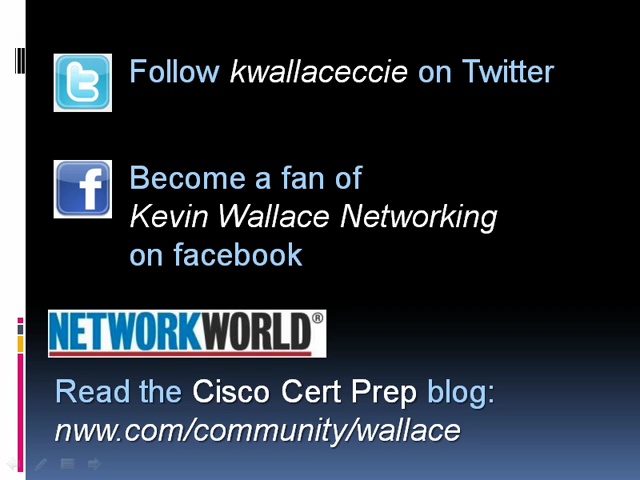 Follow kwallaceccie on Twitter
Become a fan of
Kevin Wallace Networking
on facebook
NETWORKWORLD®
Read the Cisco Cert Prep blog:
nww.com/community/wallace